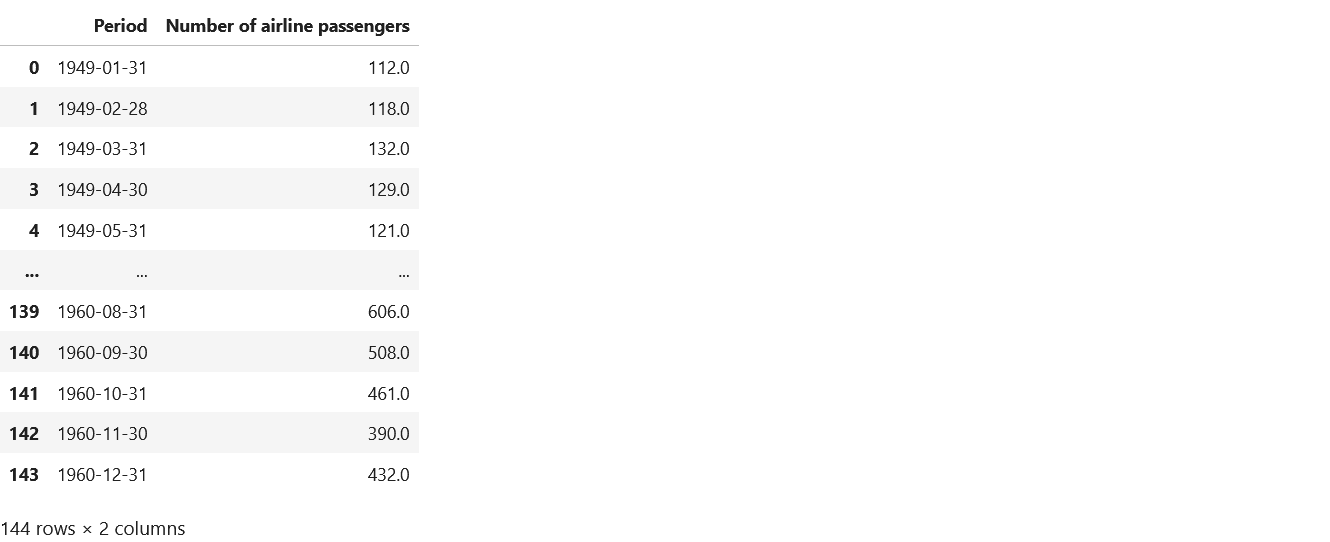 Period Number of airline passengers
0 1949-01-31 112.0
1 1949-02-28 118.0
2 1949-03-31 132.0
3 1949-04-30 129.0
4 1949-05-31 121.0
... ... ...
139 1960-08-31 606.0
140 1960-09-30 508.0
141 1960-10-31 461.0
142 1960-11-30 390.0
143 1960-12-31 432.0
144 rows × 2 columns